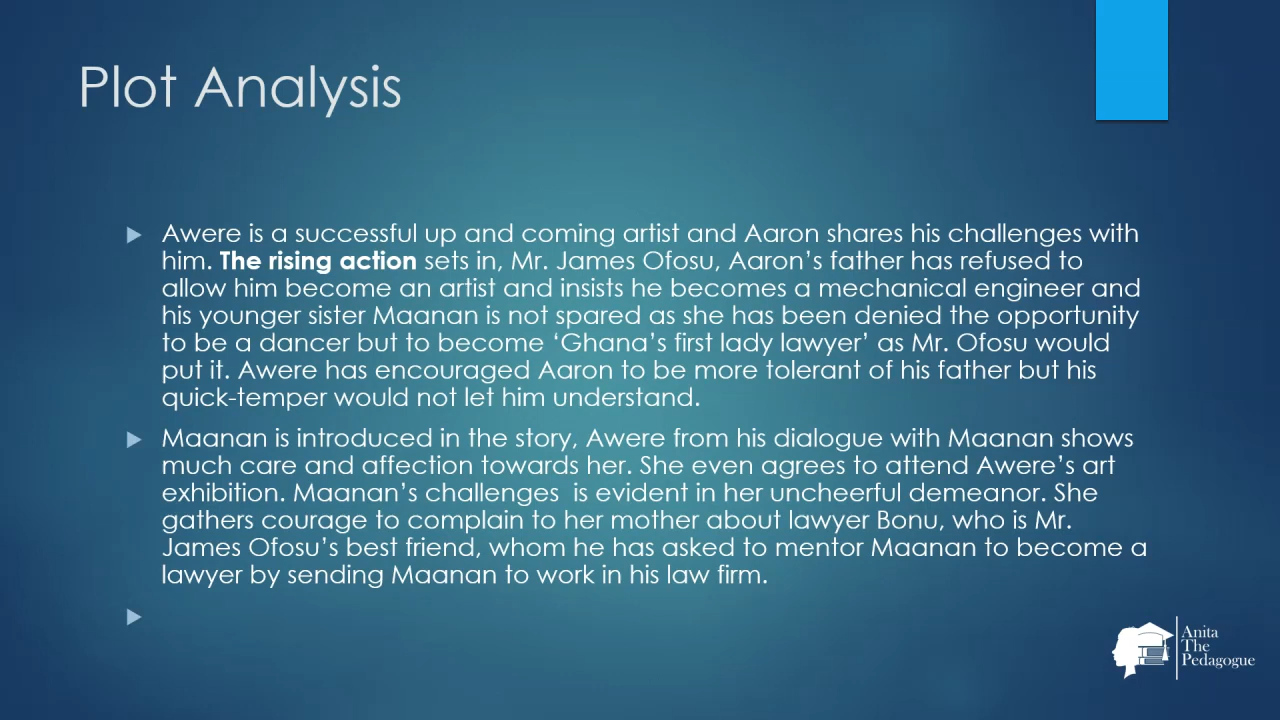 Plot Analysis
Awere is a successful up and coming artist and Aaron shares his challenges with
him. The rising action sets in, Mr. James Ofosu, Aaron’s father has refused to
allow him become an artist and insists he becomes a mechanical engineer and
his younger sister Maanan is not spared as she has been denied the opportunity
to be a dancer but to become ‘Ghana’s first lady lawyer’ as Mr. Ofosu would
put it. Awere has encouraged Aaron to be more tolerant of his father but his
quick-temper would not let him understand.
Maanan is introduced in the story, Awere from his dialogue with Maanan shows
much care and affection towards her. She even agrees to attend Awere’s art
exhibition. Maanan’s challenges  is evident in her uncheerful demeanor. She
gathers courage to complain to her mother about lawyer Bonu, who is Mr.
James Ofosu’s best friend, whom he has asked to mentor Maanan to become a
lawyer by sending Maanan to work in his law firm.
Anita
The
Pedagogue